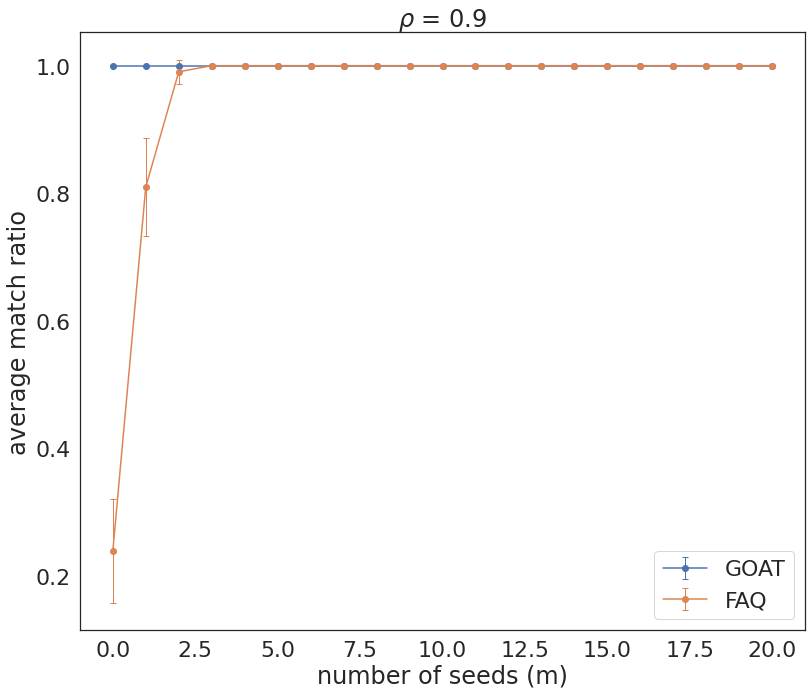 ρ = 0.9
average match ratio
1.0
0.8
0.6
0.4
0.2
0.0 2.5 5.0 7.5 10.0 12.5 15.0 17.5 20.0
number of seeds (m)
GOAT
FAQ